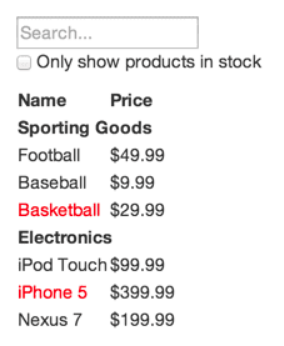 Search...
Only show products in stock
Name Price
Sporting Goods
Football $49.99
Baseball $9.99
Basketball $29.99
Electronics
iPod Touch $99.99
iPhone 5 $399.99
Nexus 7 $199.99